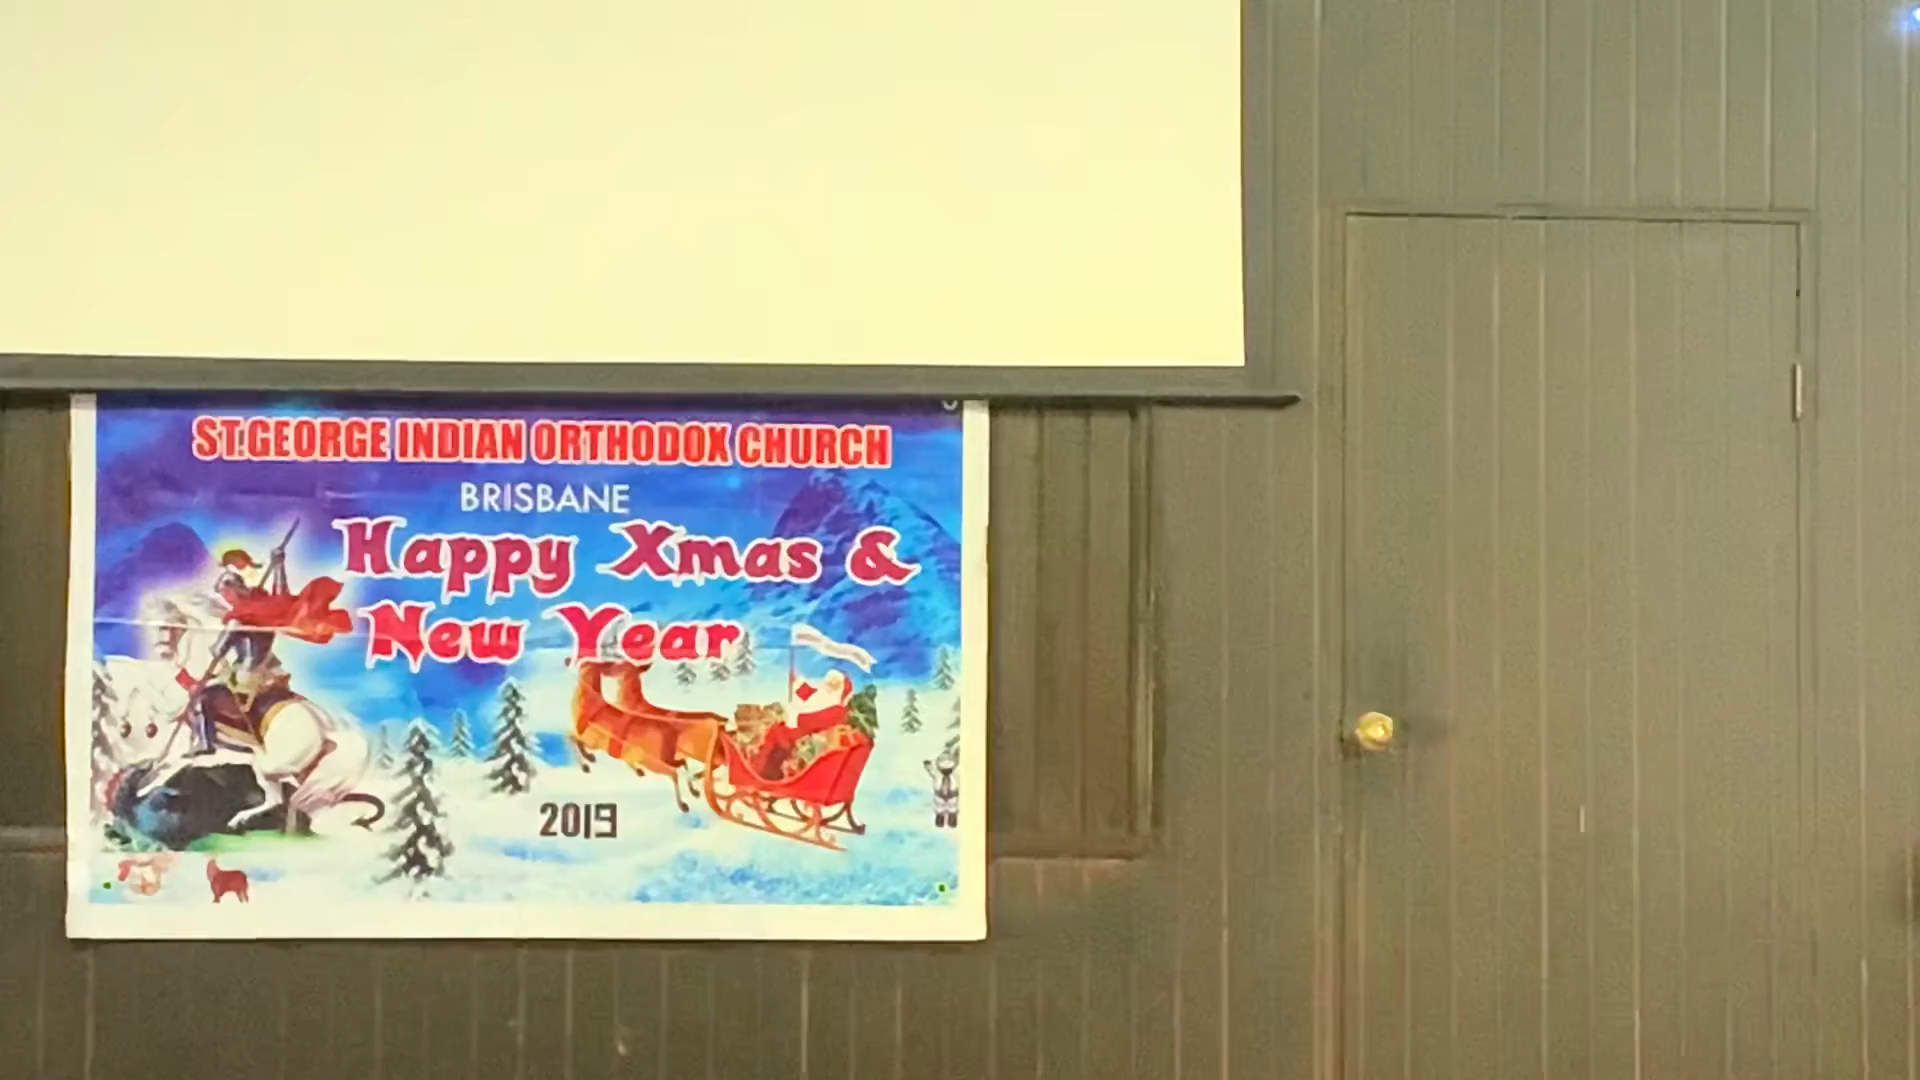 ST.GEORGE INDIAN ORTHODOX CHURCH
BRISBANE
Happy Xmas &
New Year
2019